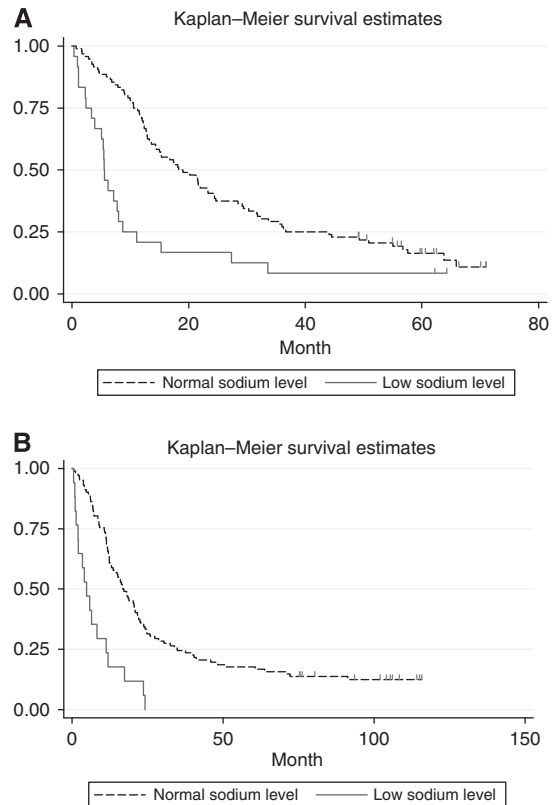 A
Kaplan–Meier survival estimates
1.00
0.75
0.50
0.25
0.00
0 20 40 60 80
Month
Normal sodium level Low sodium level
B
Kaplan–Meier survival estimates
1.00
0.75
0.50
0.25
0.00
0 50 100 150
Month
Normal sodium level Low sodium level